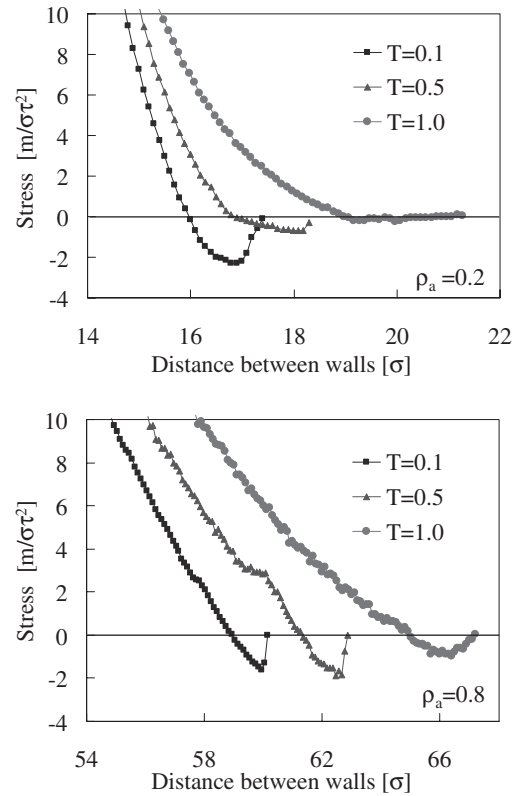 10
8
6
4
2
0
-2
-4
Stress [m/στ²]
T=0.1
T=0.5
T=1.0
ρₐ=0.2
14 16 18 20 22
Distance between walls [σ]
10
8
6
4
2
0
-2
-4
Stress [m/στ²]
T=0.1
T=0.5
T=1.0
ρₐ=0.8
54 58 62 66
Distance between walls [σ]